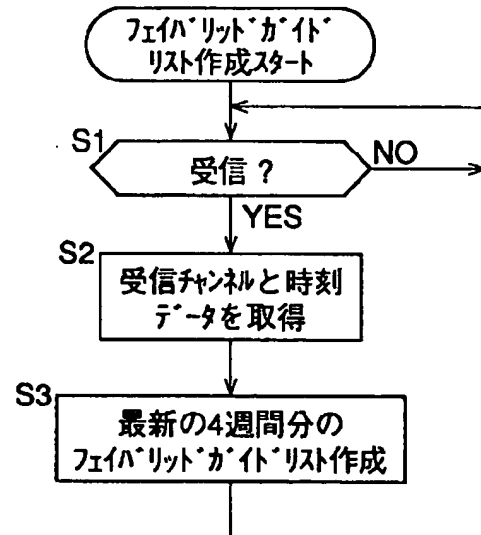 ﾌｪｲﾊﾞﾘｯﾄﾞｶﾞｲﾄﾞ
ﾘｽﾄ作成ｽﾀｰﾄ
S1
受信？
NO
YES
S2
受信ﾁｬﾝﾈﾙと時刻
ﾃﾞｰﾀを取得
S3
最新の4週間分の
ﾌｪｲﾊﾞﾘｯﾄﾞｶﾞｲﾄﾞﾘｽﾄ作成